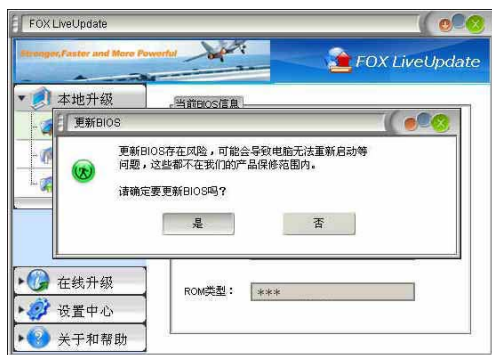 FOX LiveUpdate
Stronger,Faster and More Powerful
FOX LiveUpdate
本地升级
当前BIOS信息
更新BIOS
更新BIOS存在风险，可能会导致电脑无法重新启动等
问题，这些都不在我们的产品保修范围内。
请确定要更新BIOS吗？
是
否
在线升级
ROM类型：
***
设置中心
关于和帮助